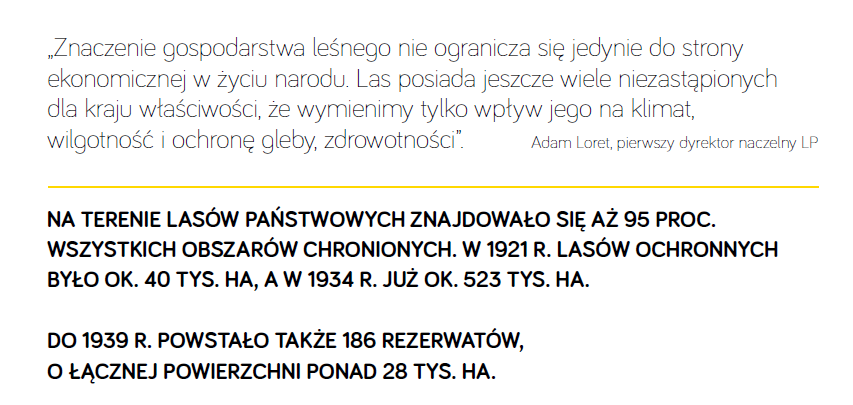 „Znaczenie gospodarstwa leśnego nie ogranicza się jedynie do strony
ekonomicznej w życiu narodu. Las posiada jeszcze wiele niezastąpionych
dla kraju właściwości, że wymienimy tylko wpływ jego na klimat,
wilgotność i ochronę gleby, zdrowotności”.
Adam Loret, pierwszy dyrektor naczelny LP
NA TERENIE LASÓW PAŃSTWOWYCH ZNAJDOWAŁO SIĘ AŻ 95 PROC.
WSZYSTKICH OBSZARÓW CHRONIONYCH. W 1921 R. LASÓW OCHRONNYCH
BYŁO OK. 40 TYS. HA, A W 1934 R. JUŻ OK. 523 TYS. HA.
DO 1939 R. POWSTAŁO TAKŻE 186 REZERWATÓW,
O ŁĄCZNEJ POWIERZCHNI PONAD 28 TYS. HA.